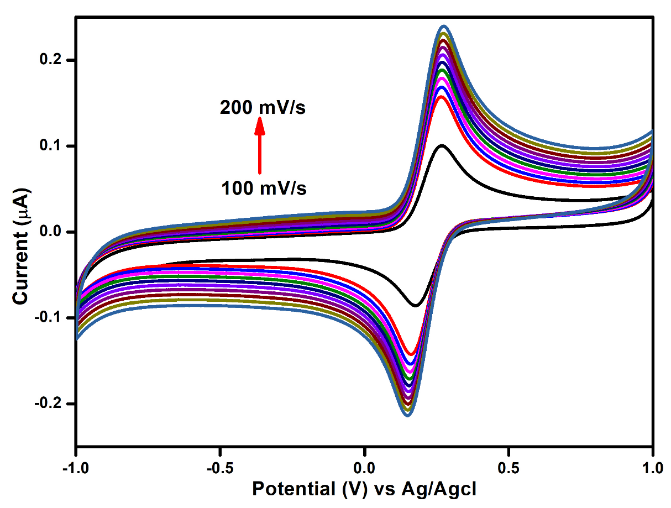 0.2
200 mV/s
0.1
100 mV/s
Current (µA)
0.0
-0.1
-0.2
-1.0 -0.5 0.0 0.5 1.0
Potential (V) vs Ag/Agcl